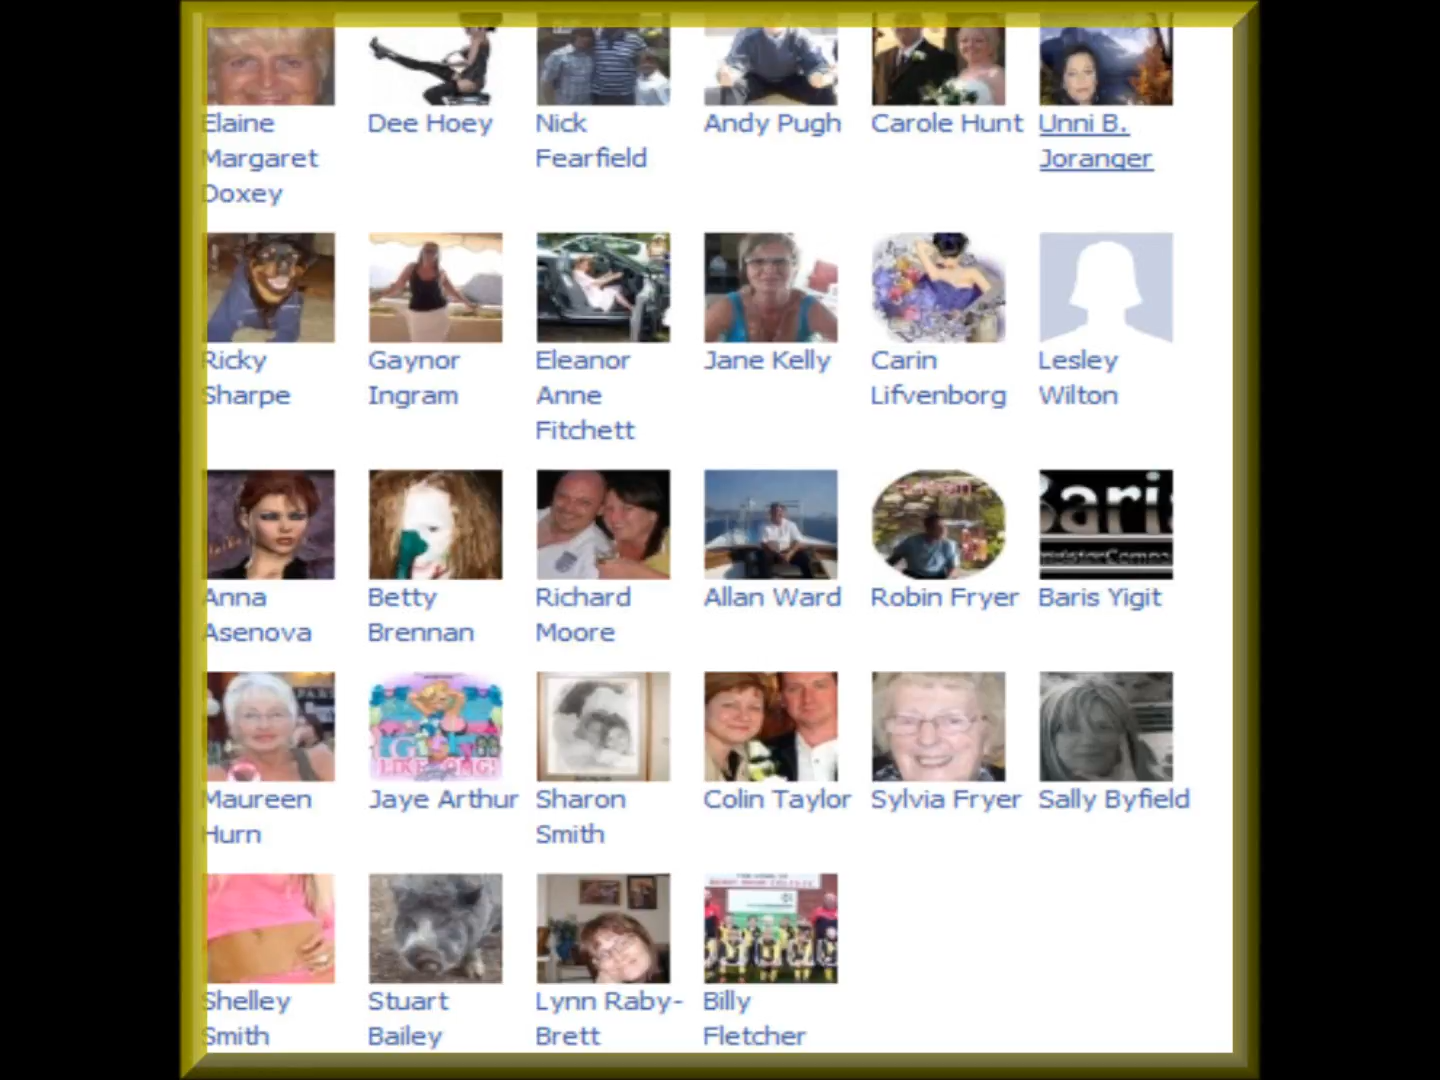 Elaine Margaret Doxey
Dee Hoey
Nick Fearfield
Andy Pugh
Carole Hunt
Unni B. Joranger
Ricky Sharpe
Gaynor Ingram
Eleanor Anne Fitchett
Jane Kelly
Carin Lifvenborg
Lesley Wilton
Baris
Anna Asenova
Betty Brennan
Richard Moore
Allan Ward
Robin Fryer
Baris Yigit
LIKE OMG!
Maureen Hurn
Jaye Arthur
Sharon Smith
Colin Taylor
Sylvia Fryer
Sally Byfield
Shelley Smith
Stuart Bailey
Lynn Raby-Brett
Billy Fletcher